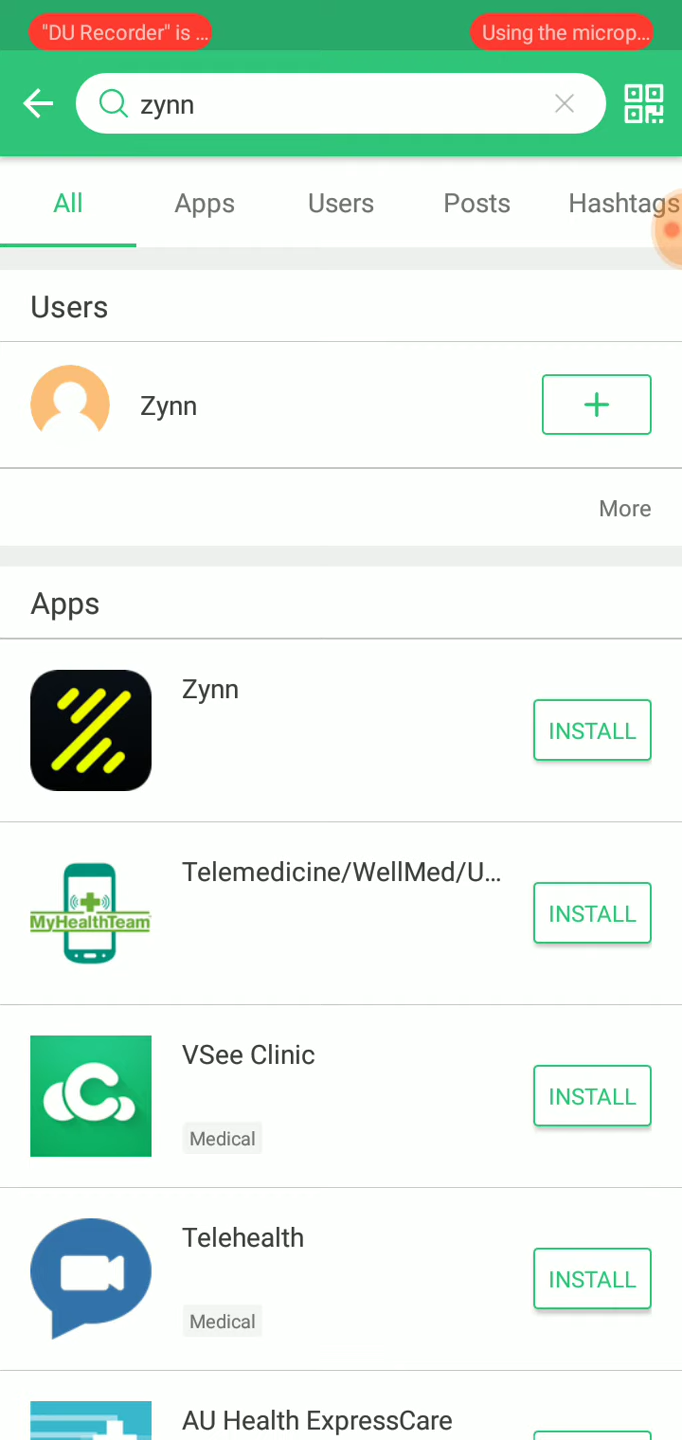 "DU Recorder" is ...
Using the microp...
zynn
All
Apps
Users
Posts
Hashtags
Users
Zynn
More
Apps
Zynn
INSTALL
Telemedicine/WellMed/U...
MyHealthTeam
INSTALL
VSee Clinic
INSTALL
Medical
Telehealth
INSTALL
Medical
AU Health ExpressCare